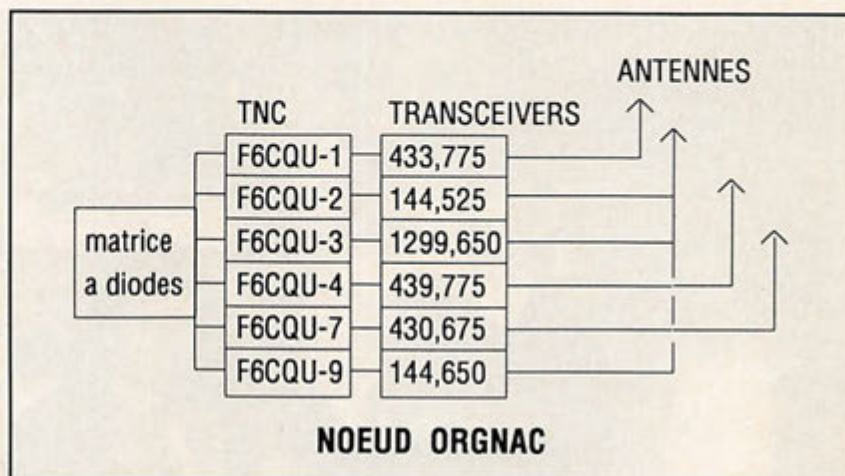 ANTENNES
TNC TRANSCEIVERS
F6CQU-1 433,775
F6CQU-2 144,525
F6CQU-3 1299,650
matrice
a diodes
F6CQU-4 439,775
F6CQU-7 430,675
F6CQU-9 144,650
NOEUD ORGNAC